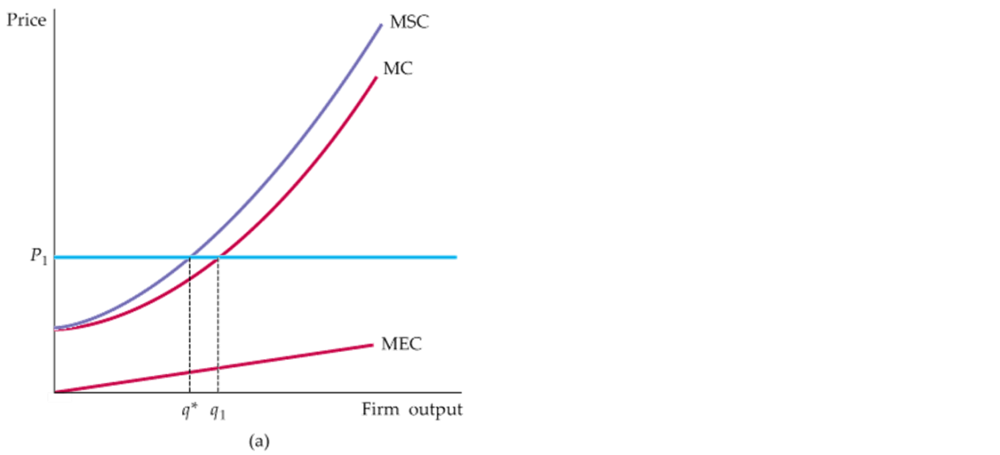 Price
MSC
MC
P1
MEC
q* q1
Firm output
(a)